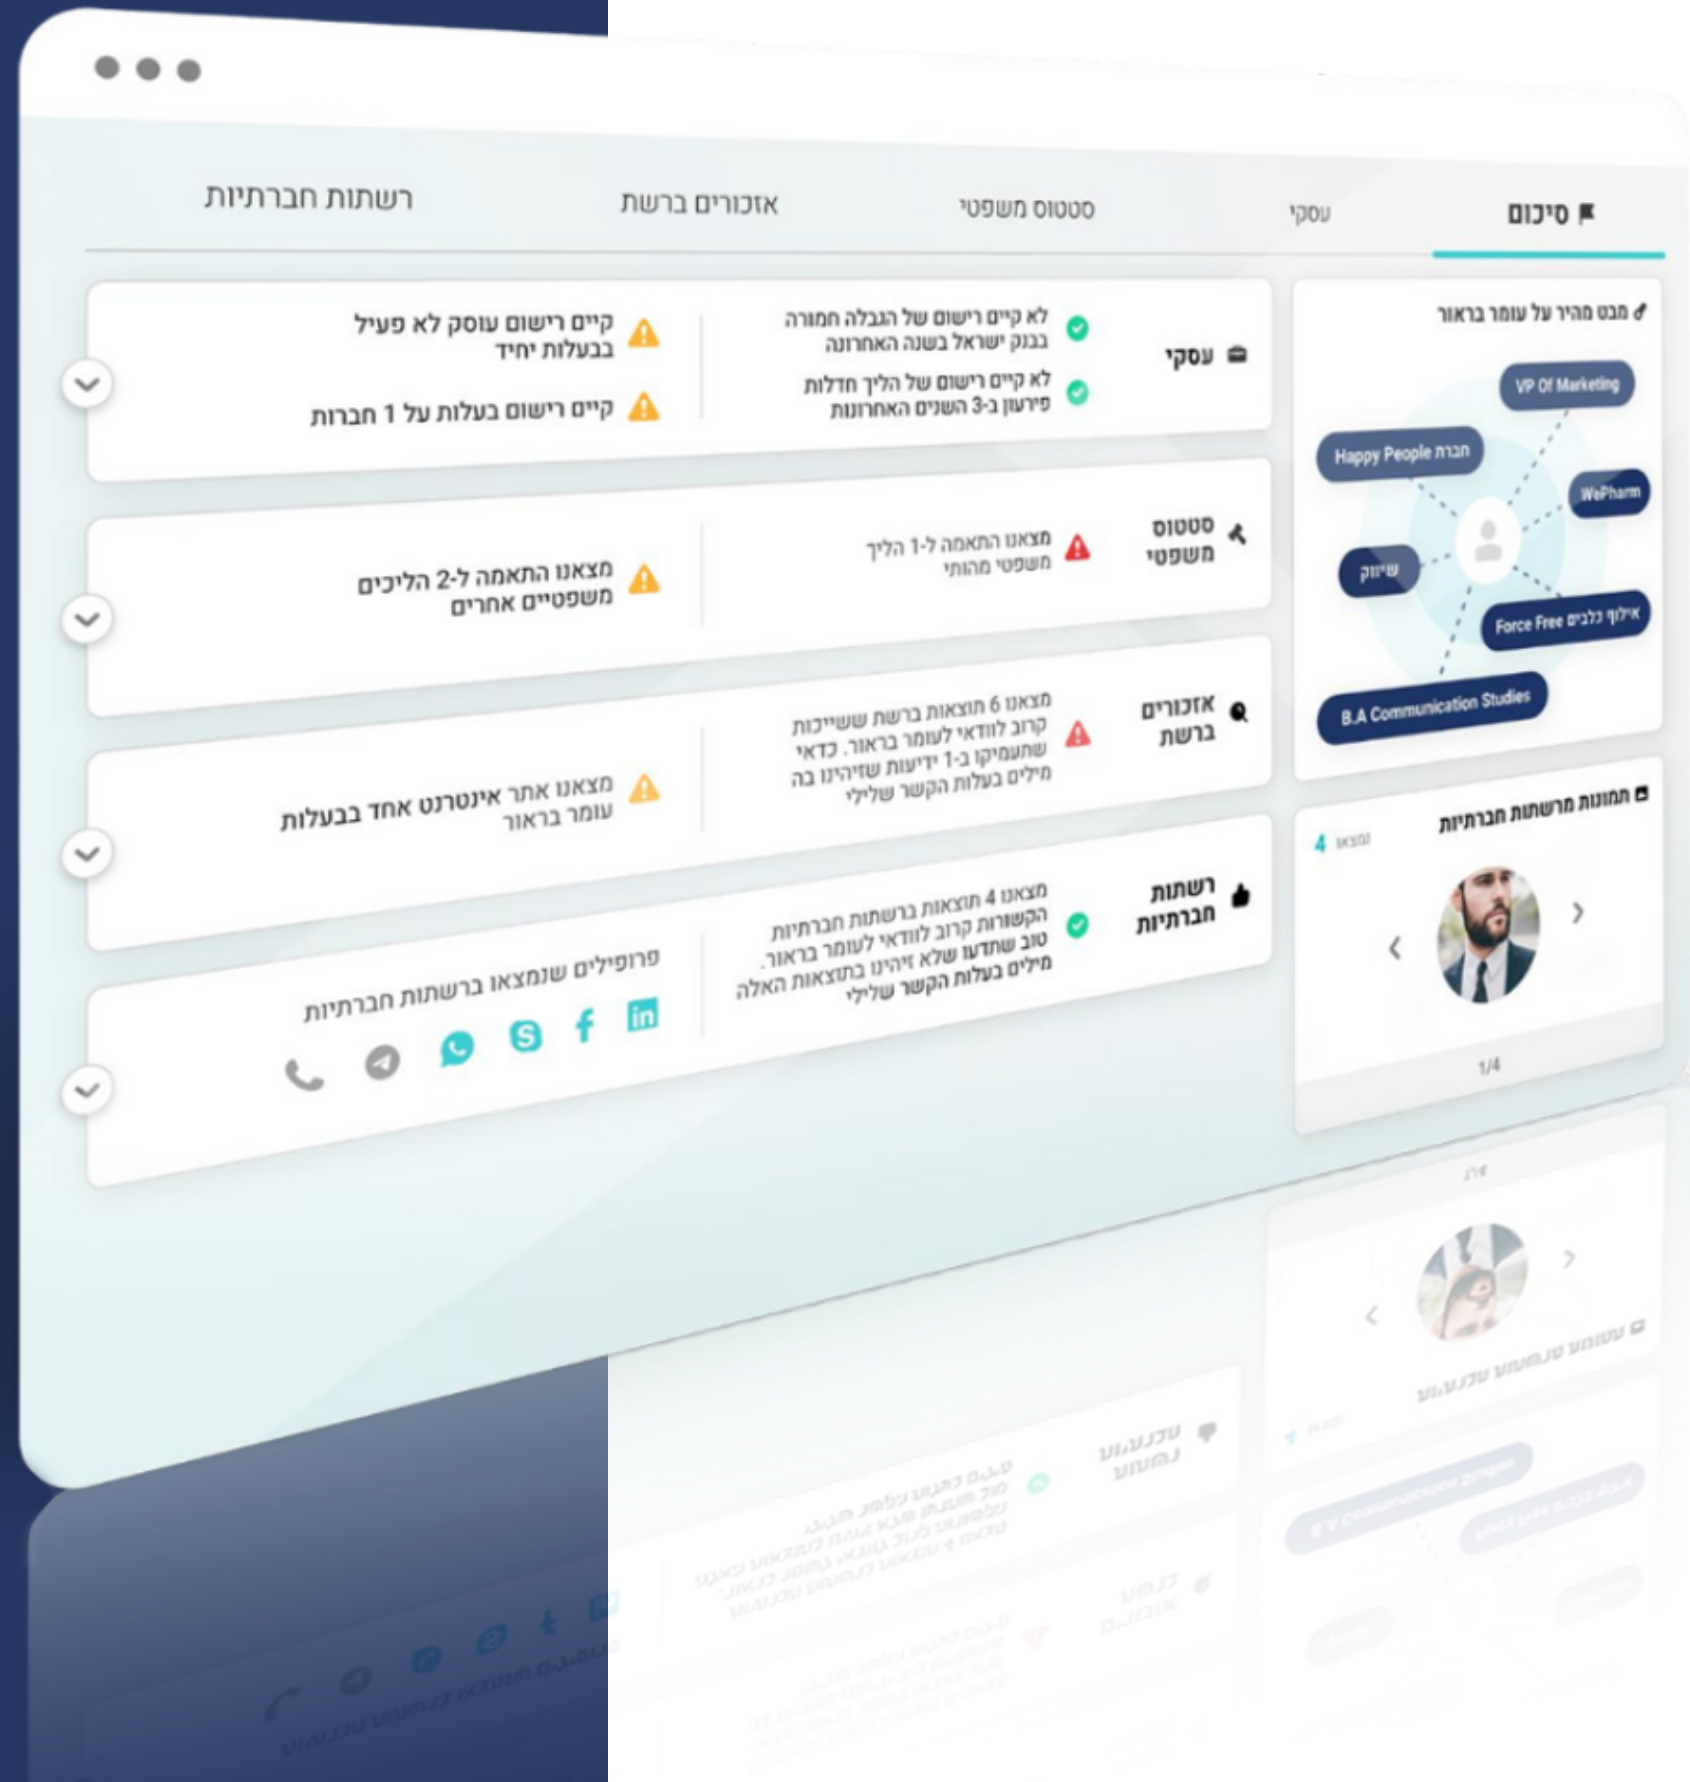 סיכום
עסקי
סטטוס משפטי
אזכורים ברשת
רשתות חברתיות
מבט מהיר על עומר בראור
VP Of Marketing
חברת Happy People
WePharm
שיווק
אילוף כלבים Force Free
B.A Communication Studies
תמונות מרשתות חברתיות
נמצאו 4
1/4
עסקי
לא קיים רישום של הגבלה חמורה
בבנק ישראל בשנה האחרונה
לא קיים רישום של הליך חדלות
פירעון ב-3 השנים האחרונות
קיים רישום עוסק לא פעיל
בבעלות יחיד
קיים רישום בעלות על 1 חברות
סטטוס
משפטי
מצאנו התאמה ל-1 הליך
משפטי מהותי
מצאנו התאמה ל-2 הליכים
משפטיים אחרים
אזכורים
ברשת
מצאנו 6 תוצאות ברשת ששייכות
קרוב לוודאי לעומר בראור. כדאי
שתעמיקו ב-1 ידיעות שזיהינו בה
מילים בעלות הקשר שלילי
מצאנו אתר אינטרנט אחד בבעלות
עומר בראור
רשתות
חברתיות
מצאנו 4 תוצאות ברשתות חברתיות
הקשורות קרוב לוודאי לעומר בראור.
טוב שתדעו שלא זיהינו בתוצאות האלה
מילים בעלות הקשר שלילי
פרופילים שנמצאו ברשתות חברתיות